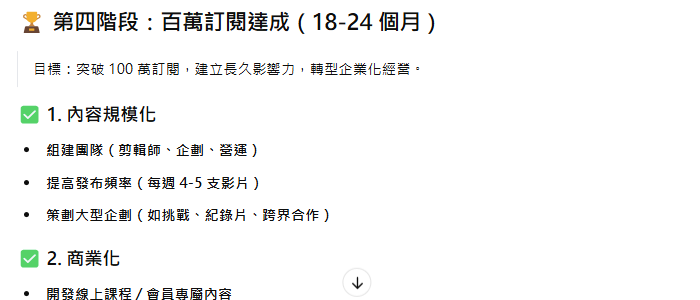 🏆 第四階段：百萬訂閱達成（18-24 個月）
目標：突破 100 萬訂閱，建立長久影響力，轉型企業化經營。
✅ 1. 內容規模化
• 組建團隊（剪輯師、企劃、營運）
• 提高發布頻率（每週 4-5 支影片）
• 策劃大型企劃（如挑戰、紀錄片、跨界合作）
✅ 2. 商業化
• 開發線上課程 / 會員專屬內容